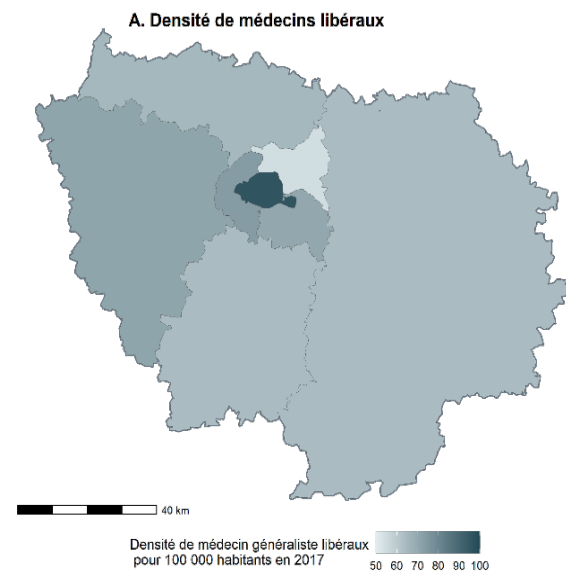 A. Densité de médecins libéraux
40 km
Densité de médecin généraliste libéraux
pour 100 000 habitants en 2017
50 60 70 80 90 100